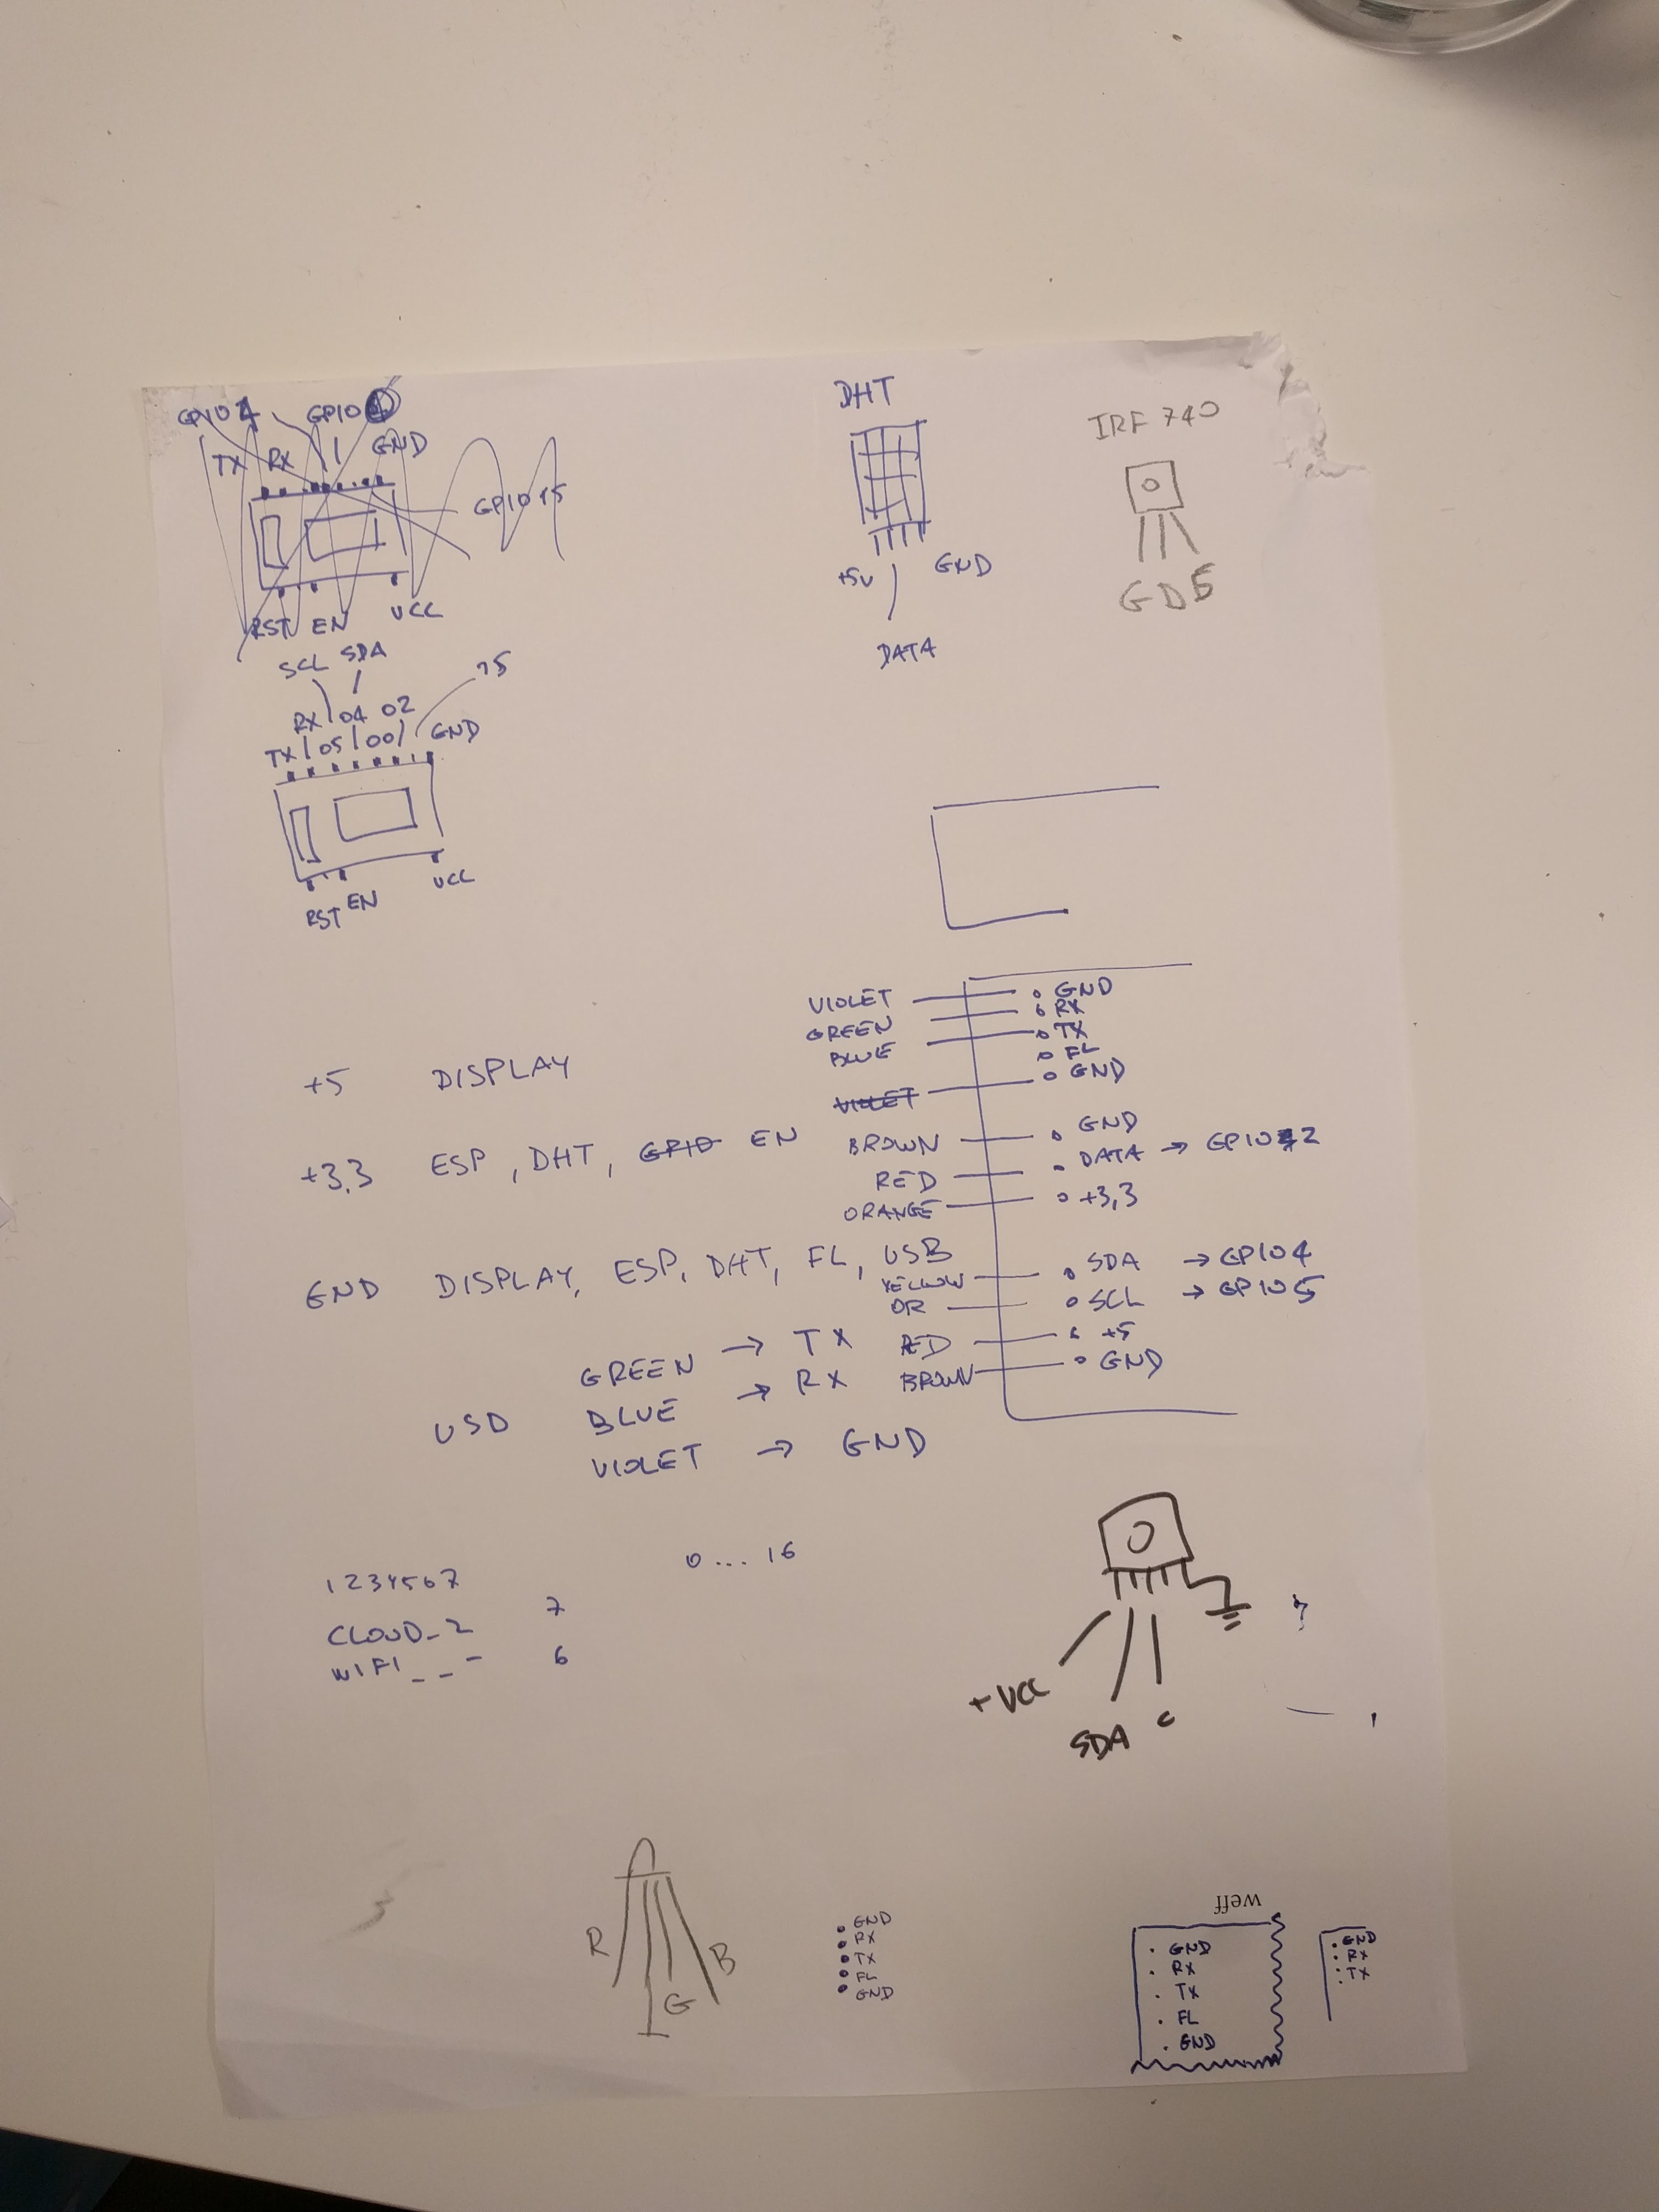 GPIO
TX RX GND
GPIO15
RST EN VCC
SCL SDA
15
RX 04 02
TX 05 00 GND
RST EN VCC
DHT
+5V GND
DATA
IRF 740
G D S
VIOLET GND
GREEN RX
BLUE TX
FL
VIOLET GND
BROWN GND
RED DATA → GPIO2
ORANGE +3,3
YELLOW SDA → GPIO4
OR SCL → GPIO5
RED +5
BROWN GND
+5 DISPLAY
+3,3 ESP, DHT, GPIO EN
GND DISPLAY, ESP, DHT, FL, USB
GREEN → TX
USD BLUE → RX
VIOLET → GND
0...16
1234567
CLOUD_2 7
WIFI_ _ _ 6
+VCC
SDA C
R G B
GND
RX
TX
FL
GND
weff
GND
RX
TX
FL
GND
GND
RX
TX